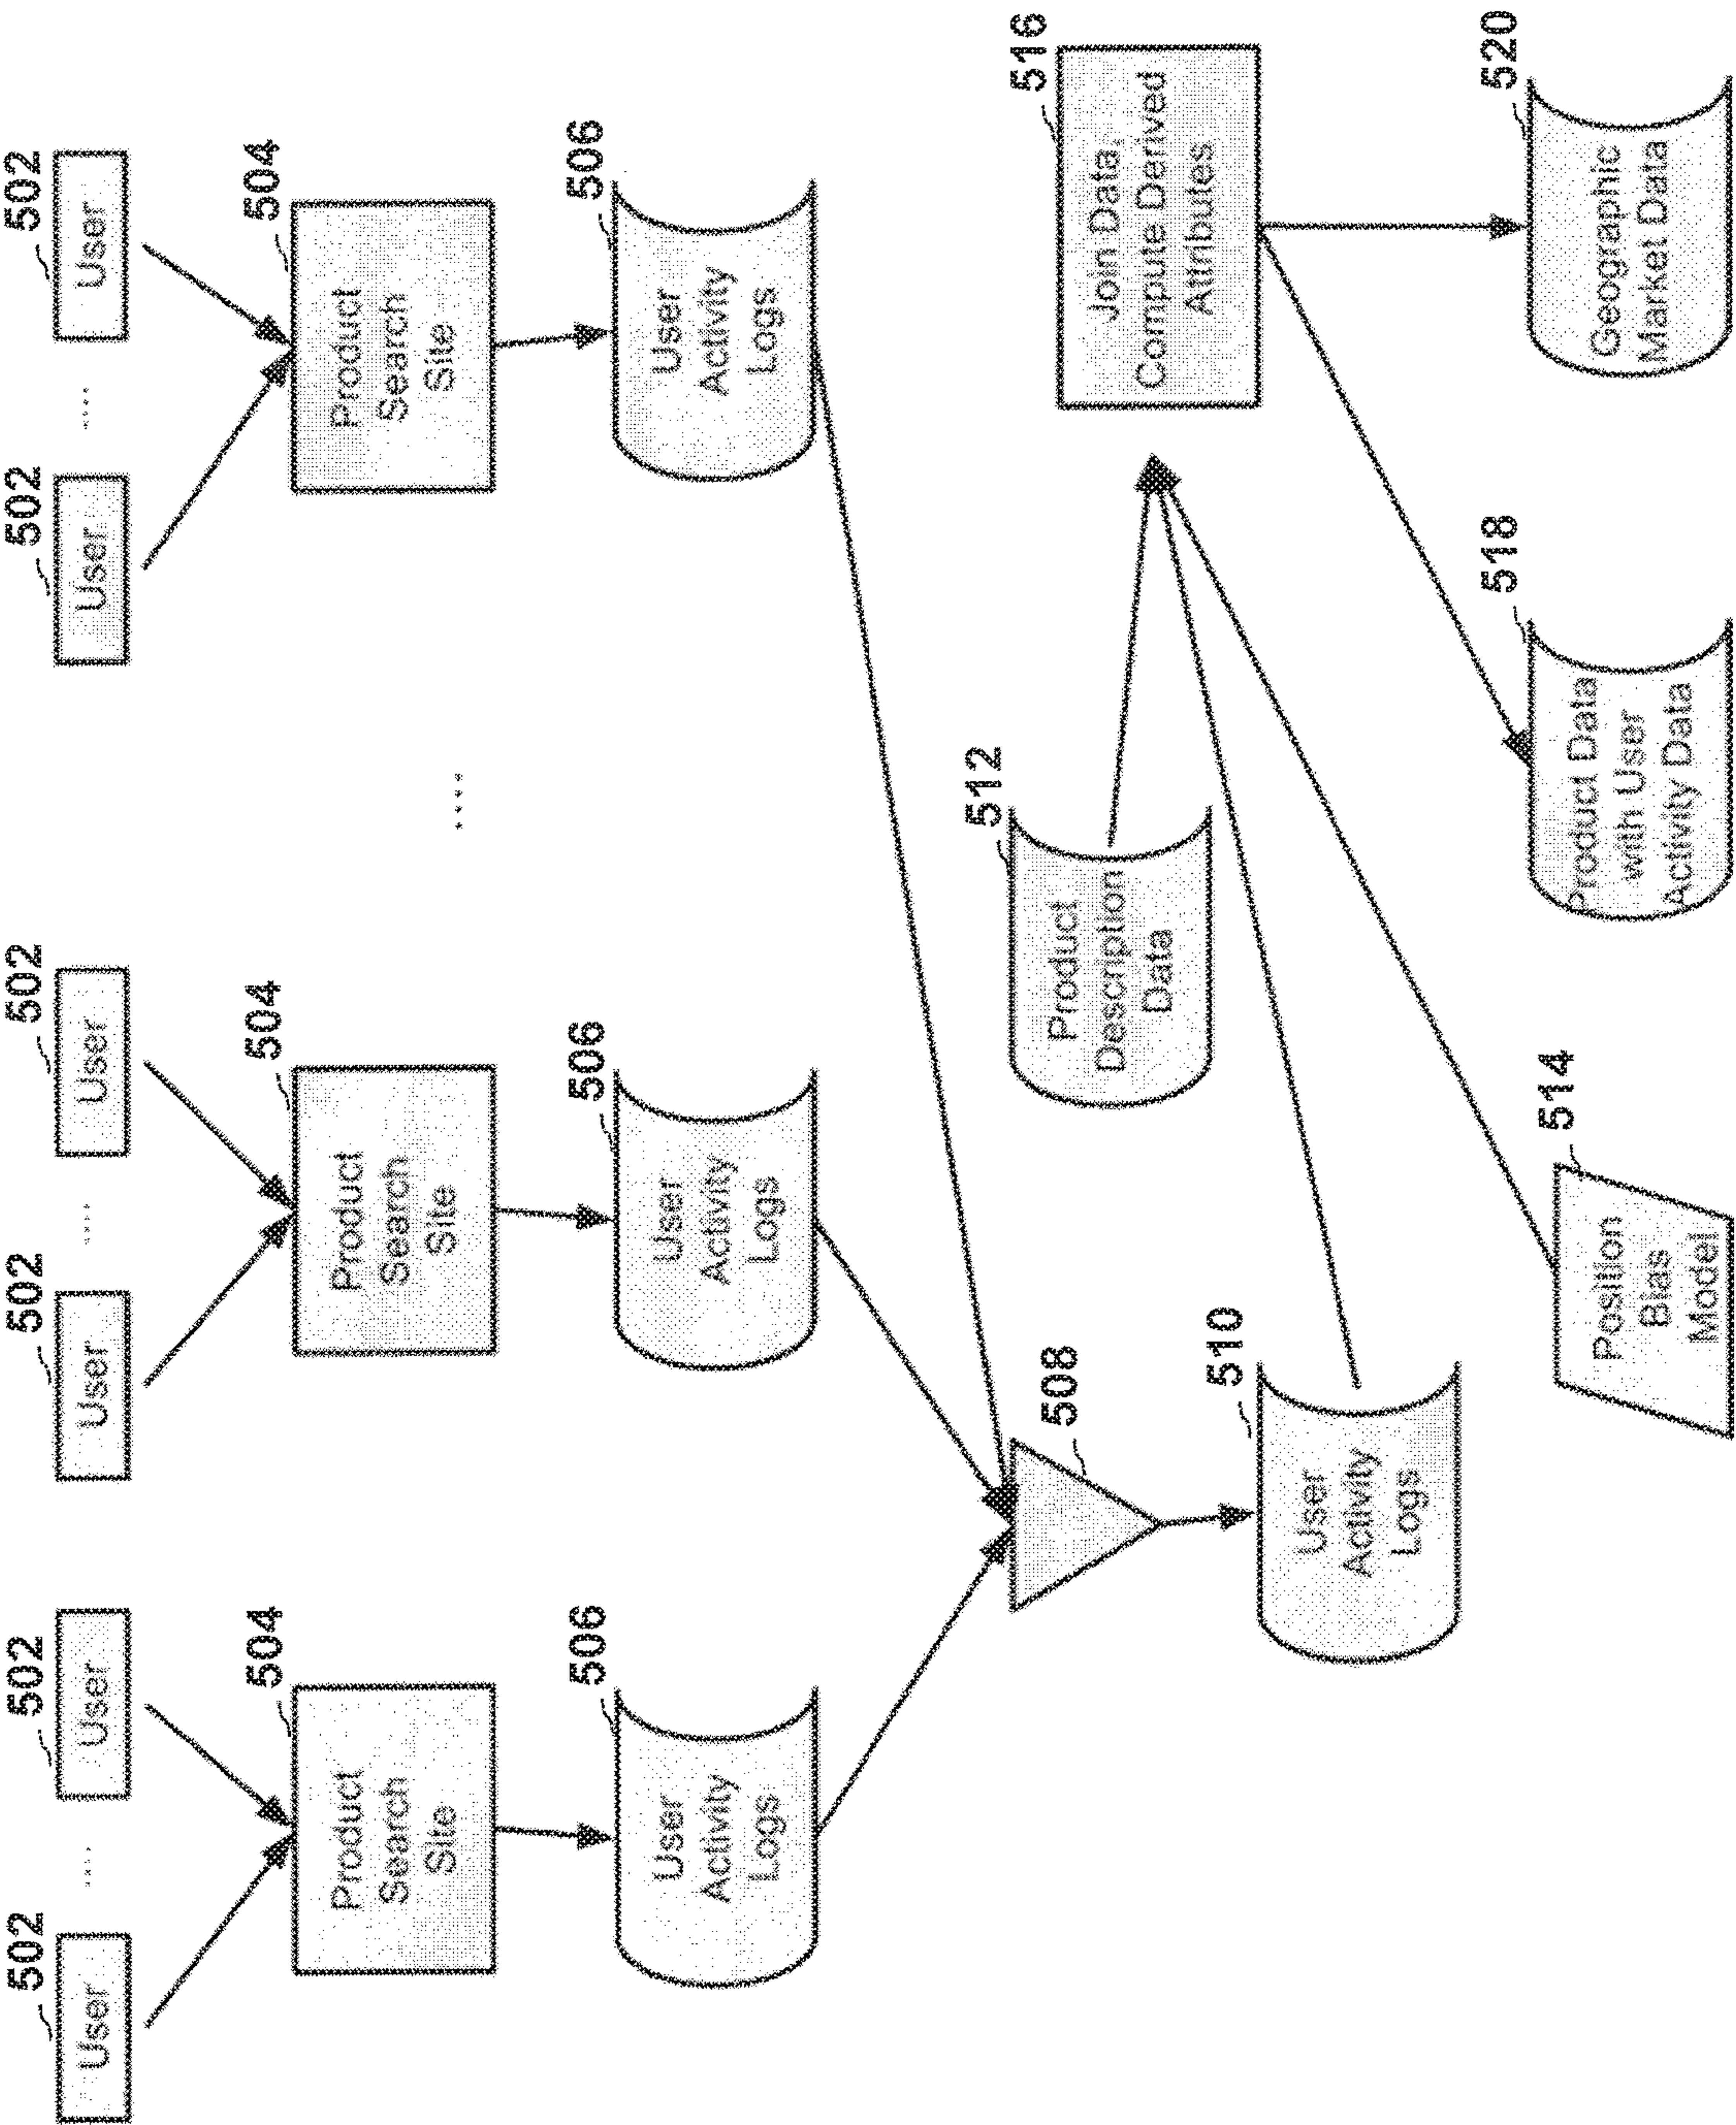 502
User
....
502
User
502
User
....
502
User
502
User
....
502
User
504
Product
Search
Site
504
Product
Search
Site
....
504
Product
Search
Site
506
User
Activity
Logs
506
User
Activity
Logs
506
User
Activity
Logs
508
510
User
Activity
Logs
512
Product
Description
Data
514
Position
Bias
Model
516
Join Data,
Compute Derived
Attributes
518
Product Data
with User
Activity Data
520
Geographic
Market Data